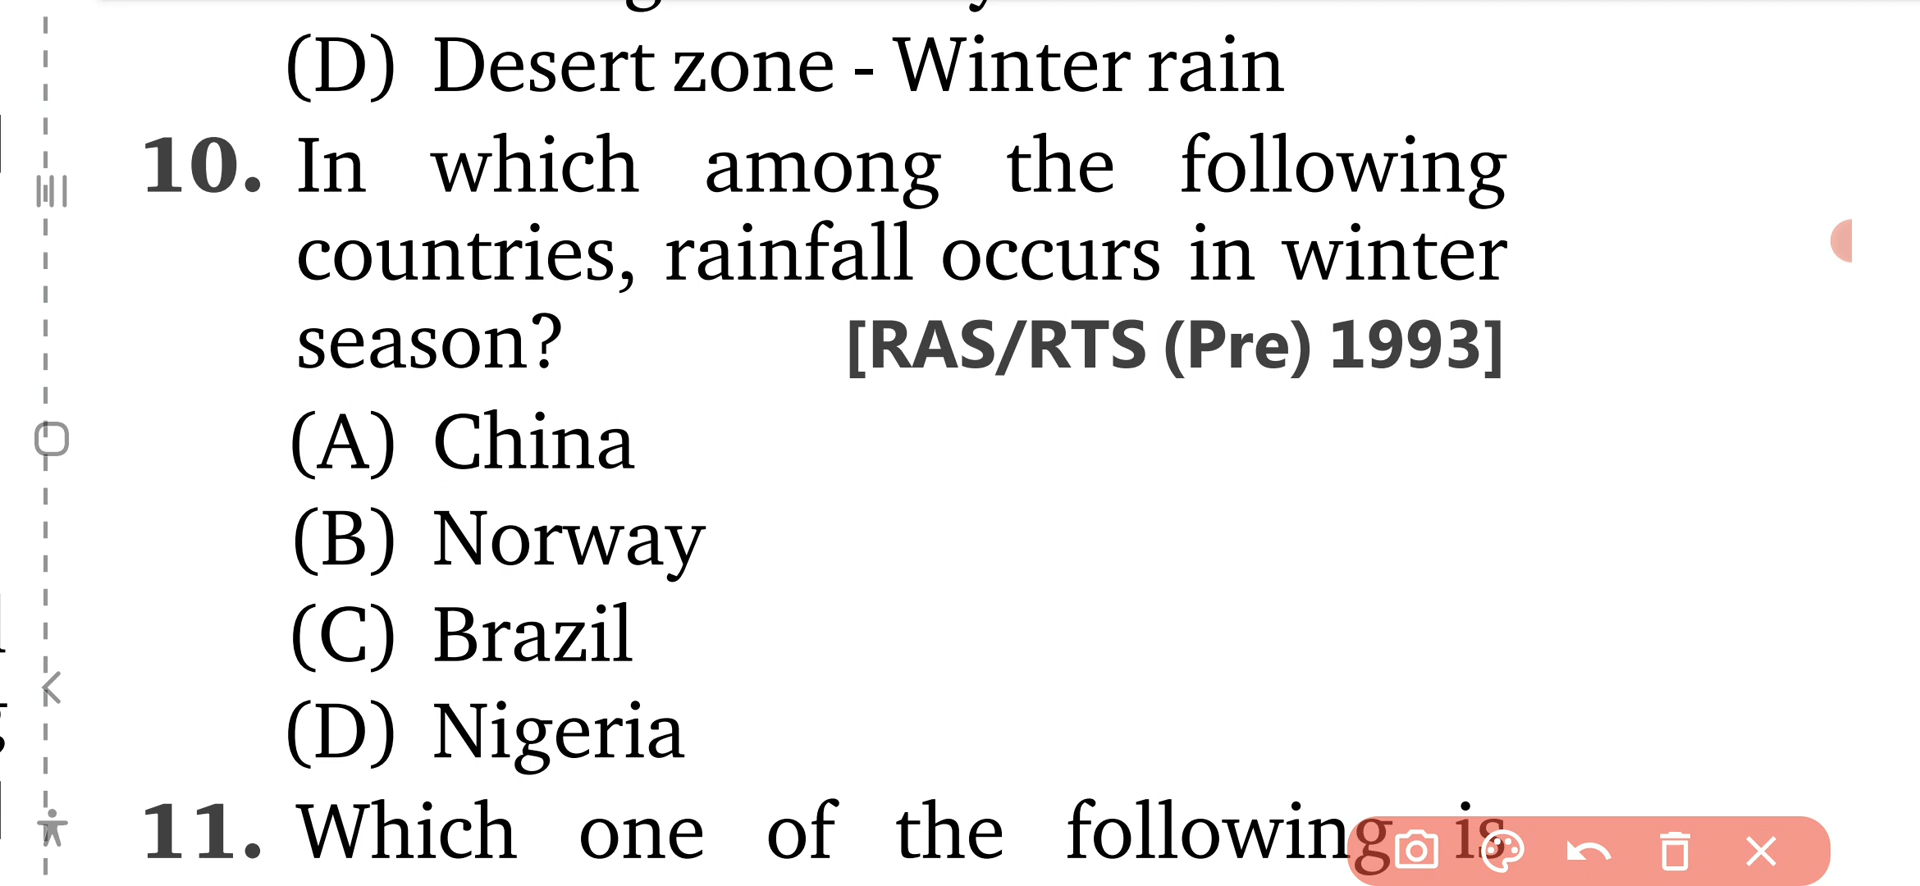 (D) Desert zone - Winter rain
10. In which among the following
countries, rainfall occurs in winter
season? [RAS/RTS (Pre) 1993]
(A) China
(B) Norway
(C) Brazil
(D) Nigeria
11. Which one of the following is